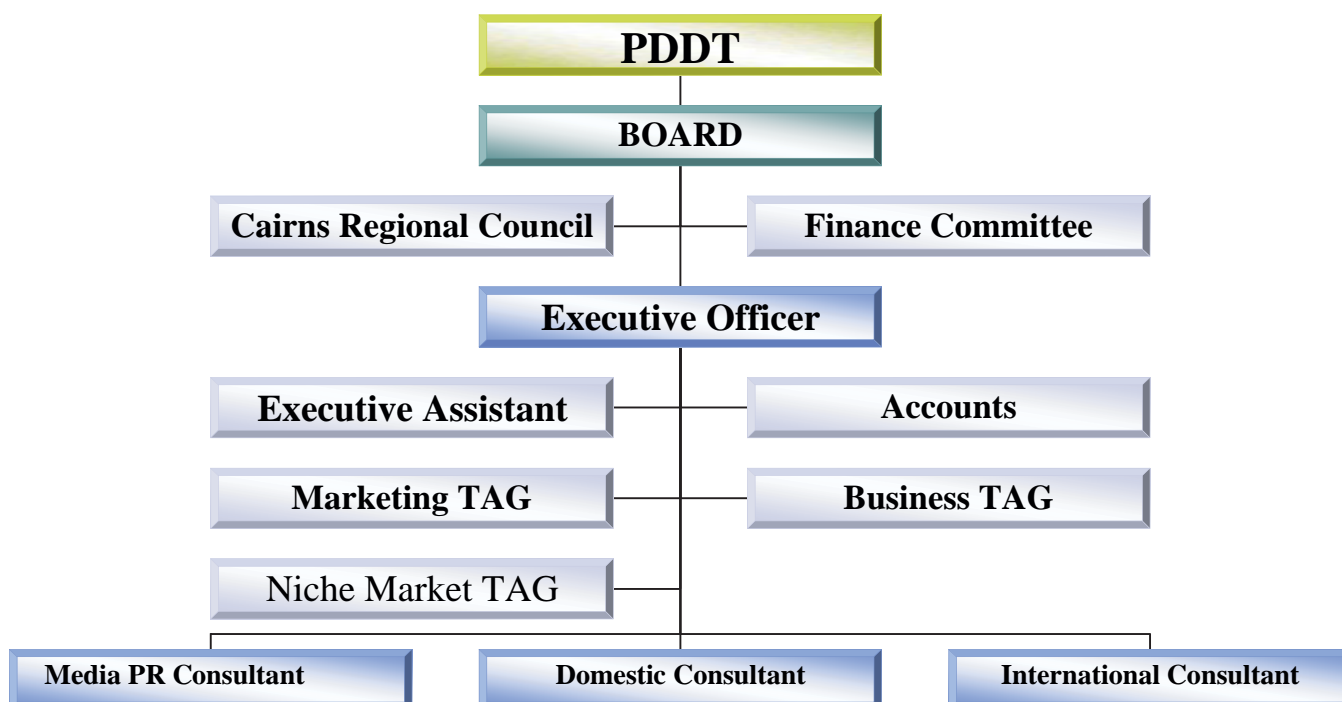 PDDT
BOARD
Cairns Regional Council
Finance Committee
Executive Officer
Executive Assistant
Accounts
Marketing TAG
Business TAG
Niche Market TAG
Media PR Consultant
Domestic Consultant
International Consultant